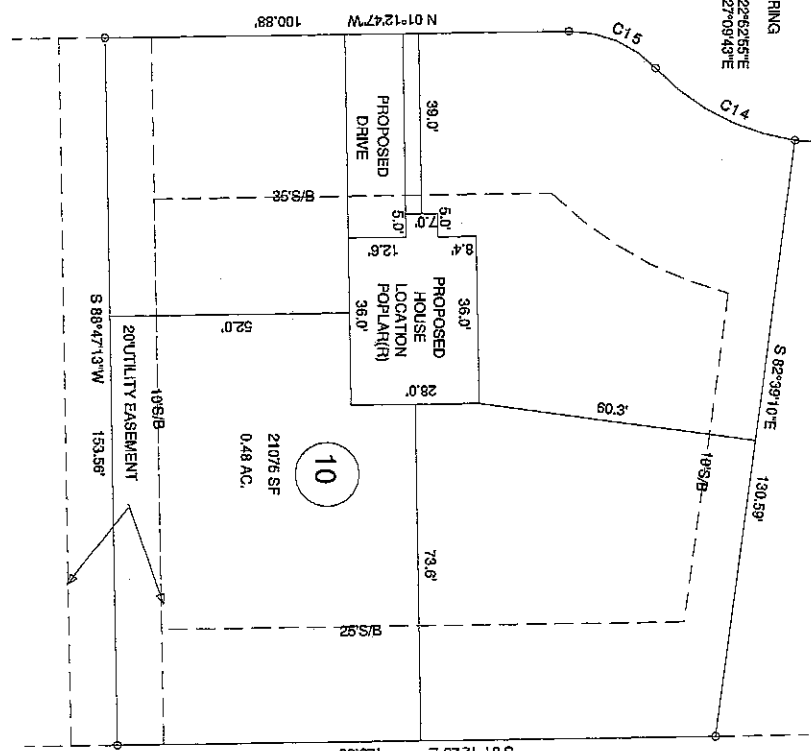 RING
22°52'55"E
27°09'43"E
N 01°12'47"W 100.88'
C15
C14
PROPOSED
DRIVE
39.0'
B/S.52
5.0'
7.0'
5.0'
12.6'
8.4'
PROPOSED
HOUSE
LOCATION
POPLAR(R)
36.0'
36.0'
28.0'
52.0'
60.3'
S 82°39'10"E 130.59'
S 88°47'13"W 153.56'
20'UTILITY EASEMENT
10'S/B
10'S/B
10
21075 SF
0.48 AC.
73.6'
25'S/B